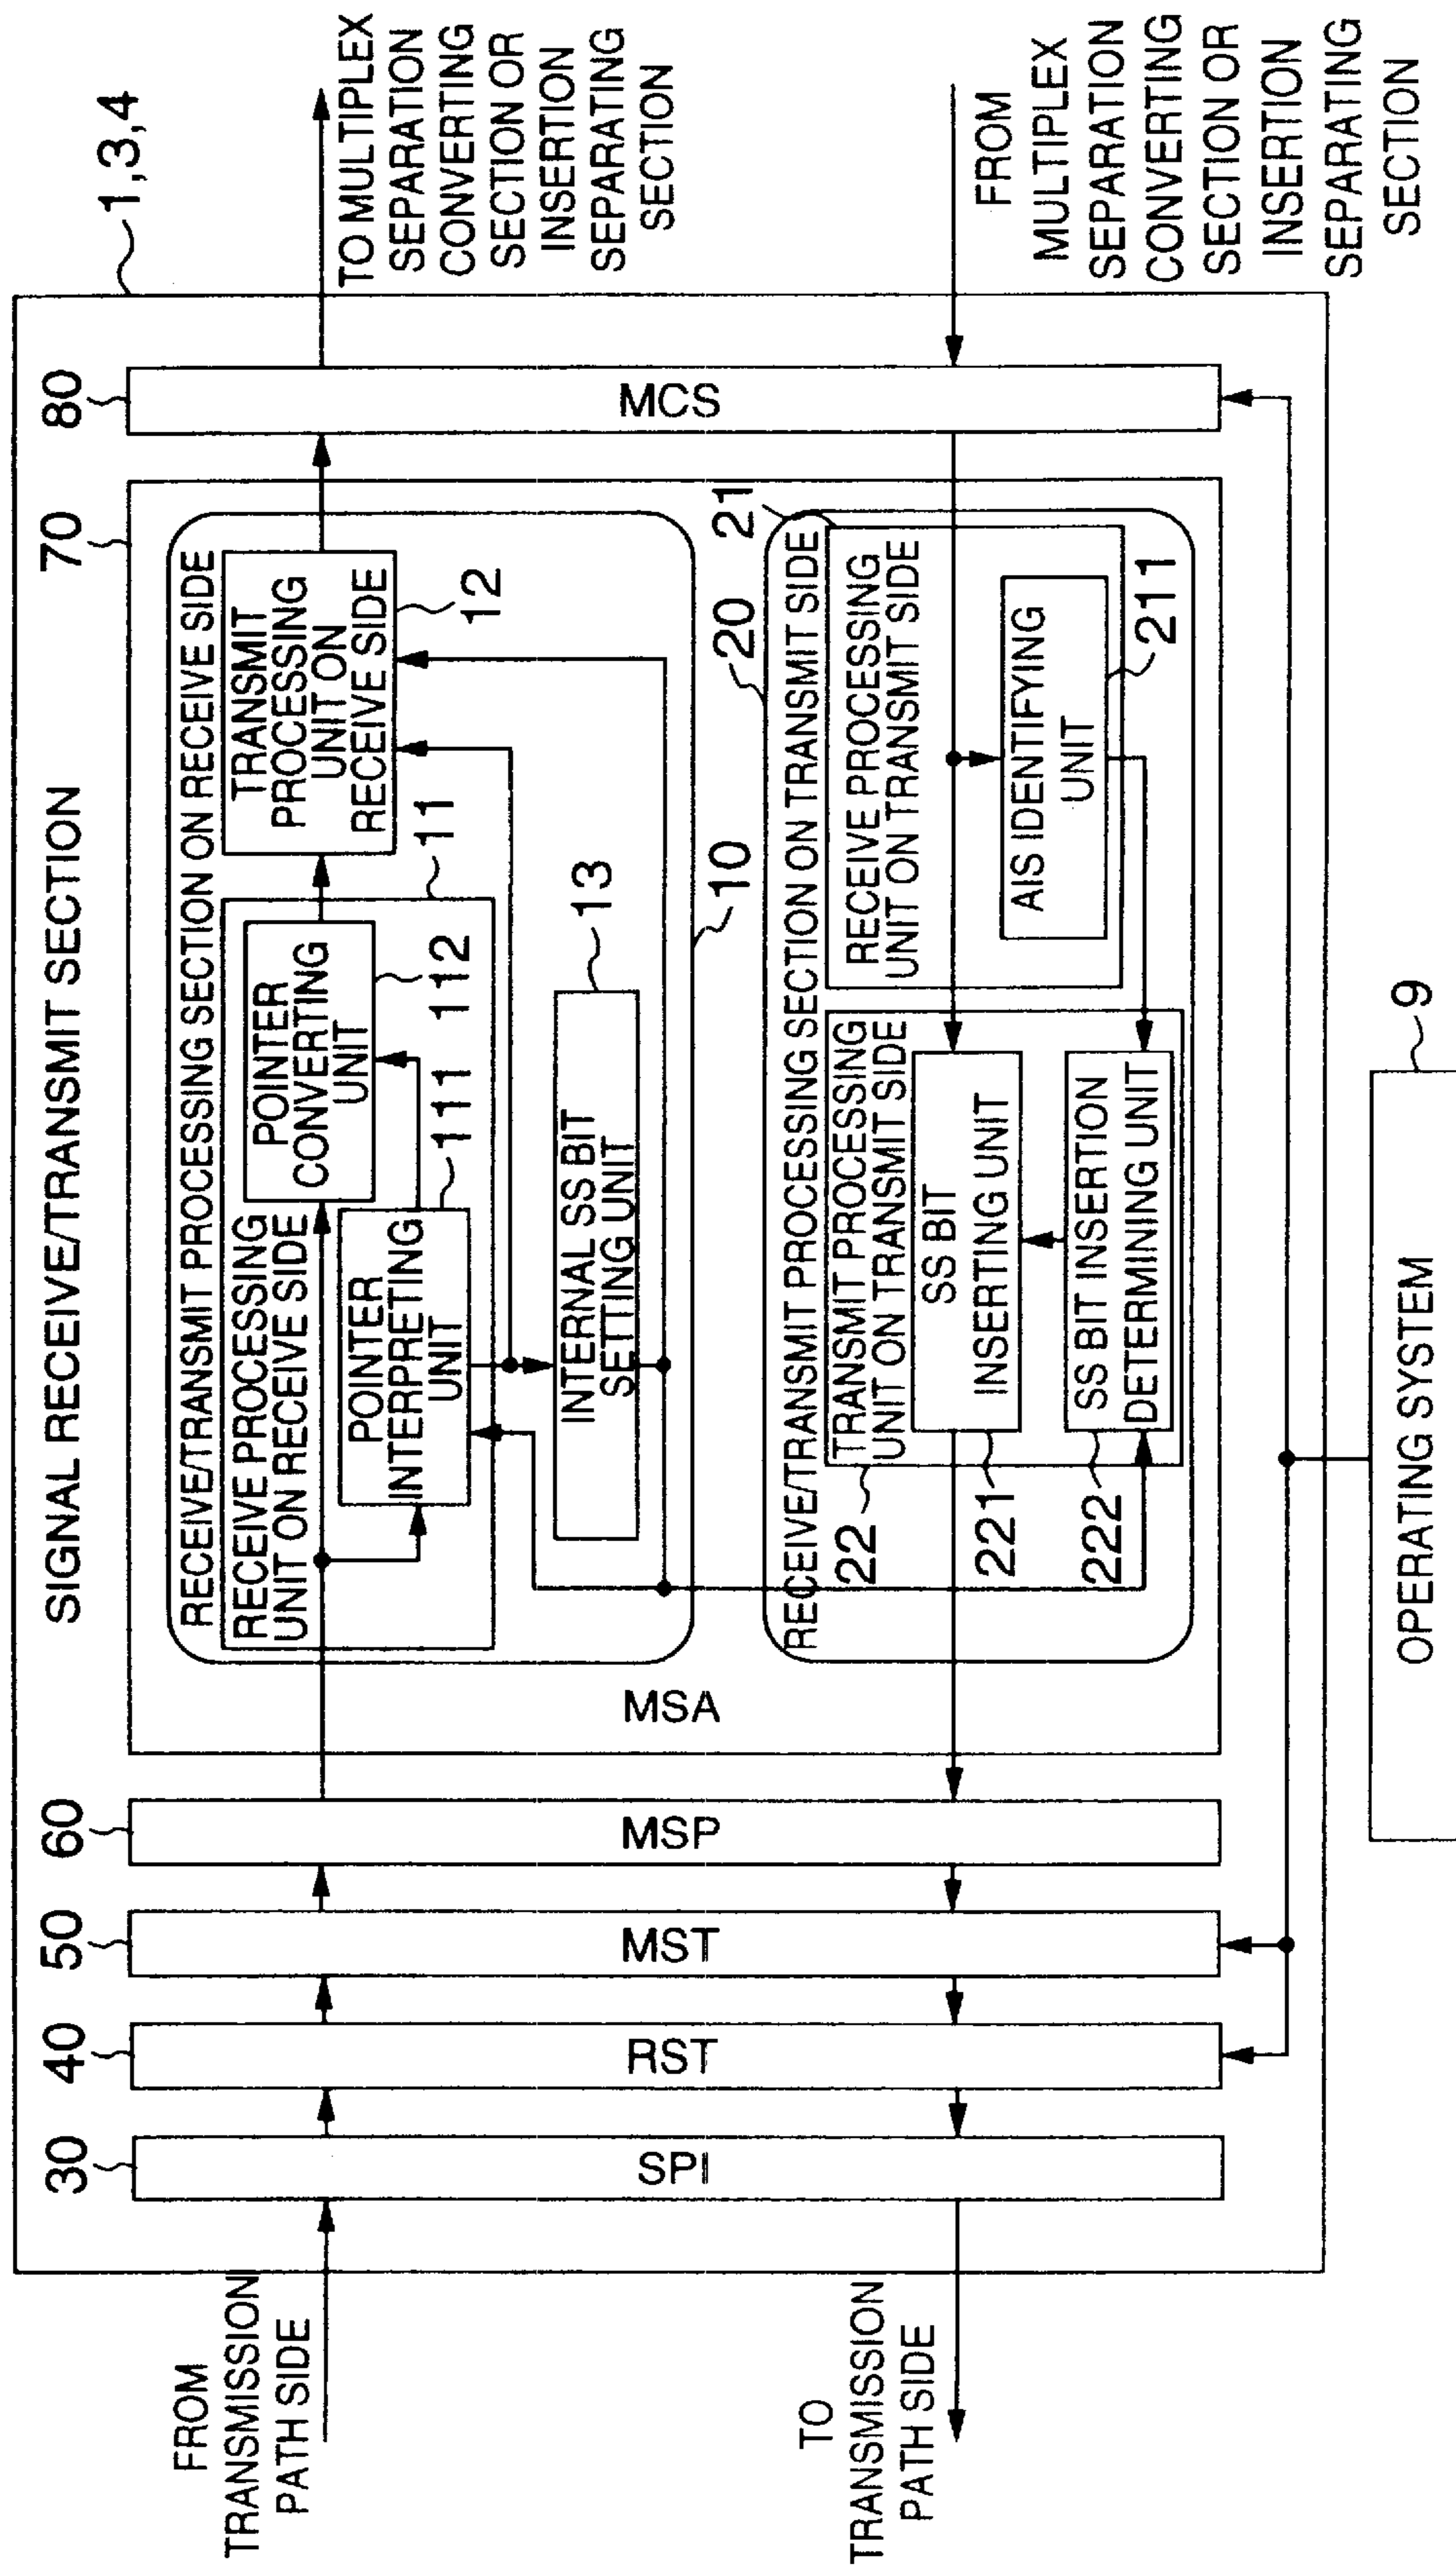 SIGNAL RECEIVE/TRANSMIT SECTION
1,3,4
FROM
TRANSMISSION
PATH SIDE
TO
TRANSMISSION
PATH SIDE
30
SPI
40
RST
50
MST
60
MSP
70
MSA
RECEIVE/TRANSMIT PROCESSING SECTION ON RECEIVE SIDE
RECEIVE PROCESSING
UNIT ON RECEIVE SIDE
POINTER
INTERPRETING
UNIT
111
POINTER
CONVERTING
UNIT
112
11
TRANSMIT
PROCESSING
UNIT ON
RECEIVE SIDE
12
INTERNAL SS BIT
SETTING UNIT
13
10
RECEIVE/TRANSMIT PROCESSING SECTION ON TRANSMIT SIDE
20
21
TRANSMIT PROCESSING
UNIT ON TRANSMIT SIDE
22
SS BIT
INSERTING UNIT
221
SS BIT INSERTION
DETERMINING UNIT
222
RECEIVE PROCESSING
UNIT ON TRANSMIT SIDE
AIS IDENTIFYING
UNIT
211
80
MCS
TO MULTIPLEX
SEPARATION
CONVERTING
SECTION OR
INSERTION
SEPARATING
SECTION
FROM
MULTIPLEX
SEPARATION
CONVERTING
SECTION OR
INSERTION
SEPARATING
SECTION
9
OPERATING SYSTEM